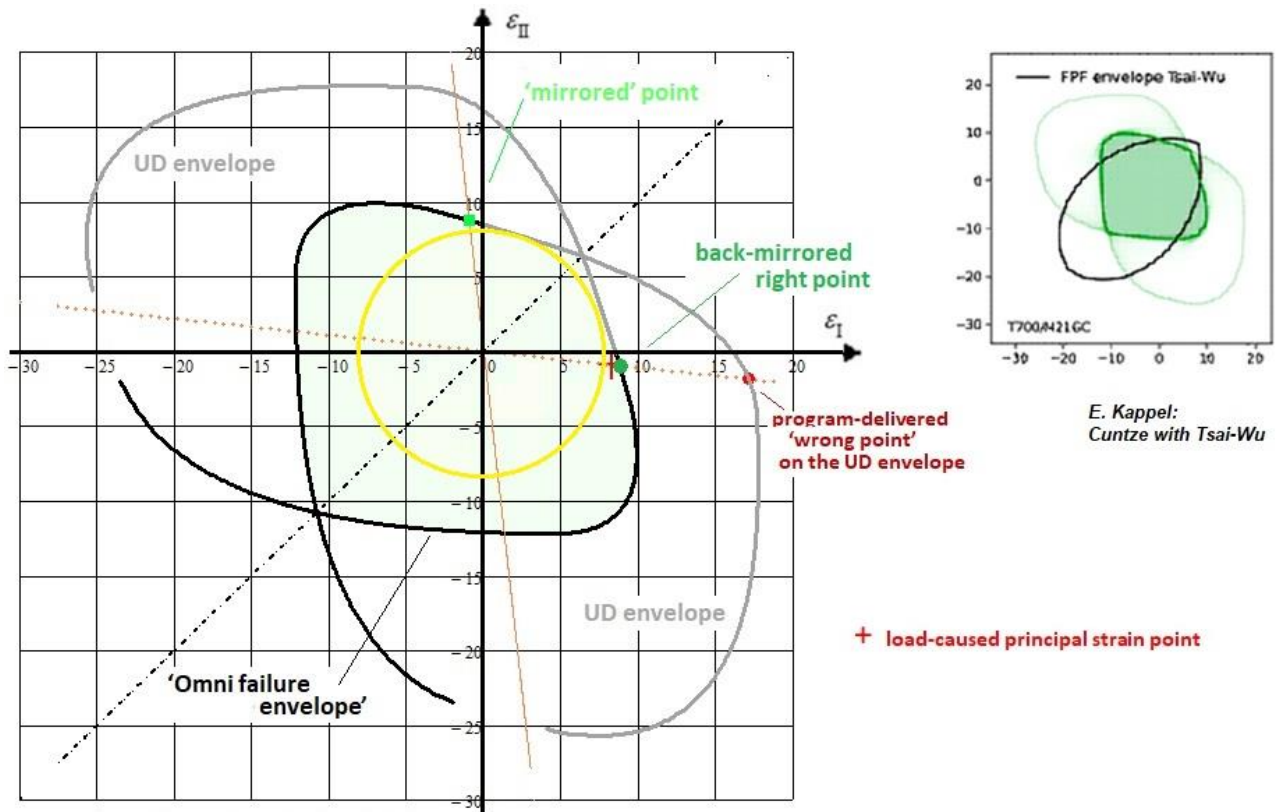 ε_II
20
'mirrored' point
15
UD envelope
10
back-mirrored
right point
5
ε_I
−30
−25
−20
−15
−10
−5
0
5
10
15
20
program-delivered
'wrong point'
on the UD envelope
−5
−10
−15
−20
−25
−30
UD envelope
'Omni failure
envelope'
+ load-caused principal strain point
FPF envelope Tsai-Wu
20
10
0
−10
−20
−30
T700/M21GC
−30
−20
−10
0
10
20
E. Kappel:
Cuntze with Tsai-Wu